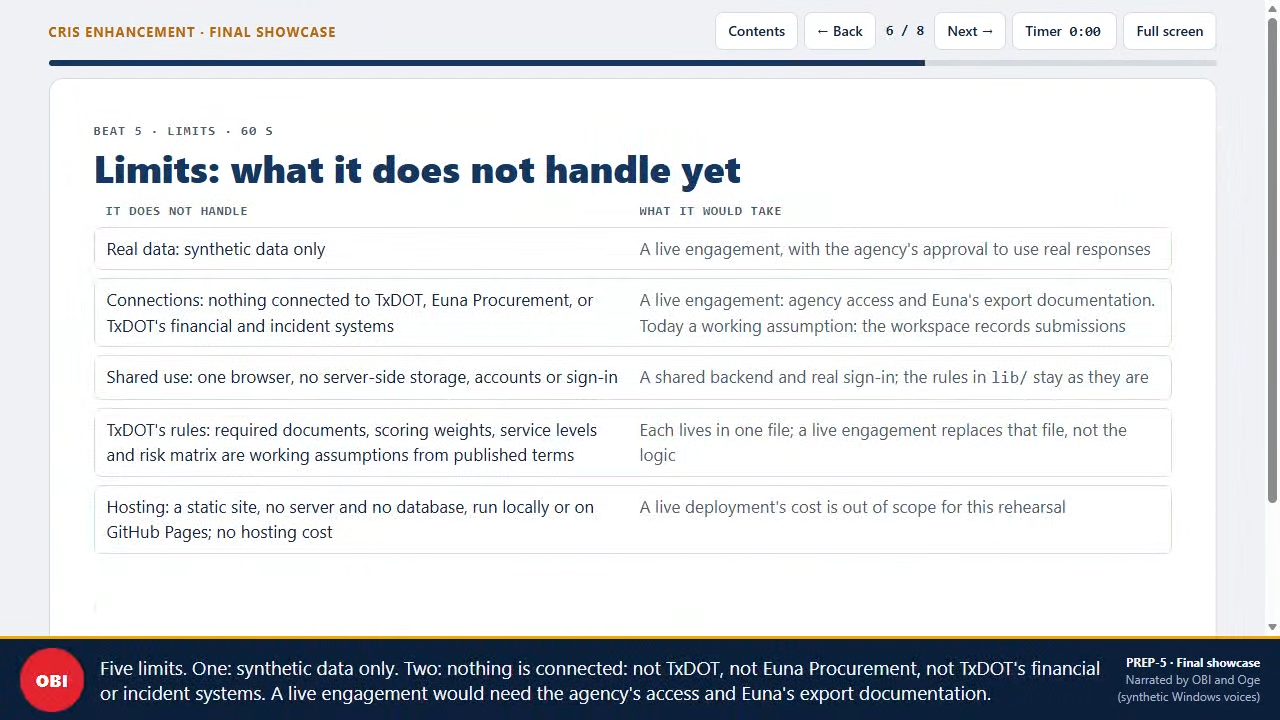 CRIS ENHANCEMENT · FINAL SHOWCASE
Contents
← Back
6 / 8
Next →
Timer 0:00
Full screen
BEAT 5 · LIMITS · 60 S
Limits: what it does not handle yet
IT DOES NOT HANDLE
WHAT IT WOULD TAKE
Real data: synthetic data only
A live engagement, with the agency's approval to use real responses
Connections: nothing connected to TxDOT, Euna Procurement, or
TxDOT's financial and incident systems
A live engagement: agency access and Euna's export documentation.
Today a working assumption: the workspace records submissions
Shared use: one browser, no server-side storage, accounts or sign-in
A shared backend and real sign-in; the rules in lib/ stay as they are
TxDOT's rules: required documents, scoring weights, service levels
and risk matrix are working assumptions from published terms
Each lives in one file; a live engagement replaces that file, not the
logic
Hosting: a static site, no server and no database, run locally or on
GitHub Pages; no hosting cost
A live deployment's cost is out of scope for this rehearsal
OBI
Five limits. One: synthetic data only. Two: nothing is connected: not TxDOT, not Euna Procurement, not TxDOT's financial
or incident systems. A live engagement would need the agency's access and Euna's export documentation.
PREP-5 · Final showcase
Narrated by OBI and Oge
(synthetic Windows voices)